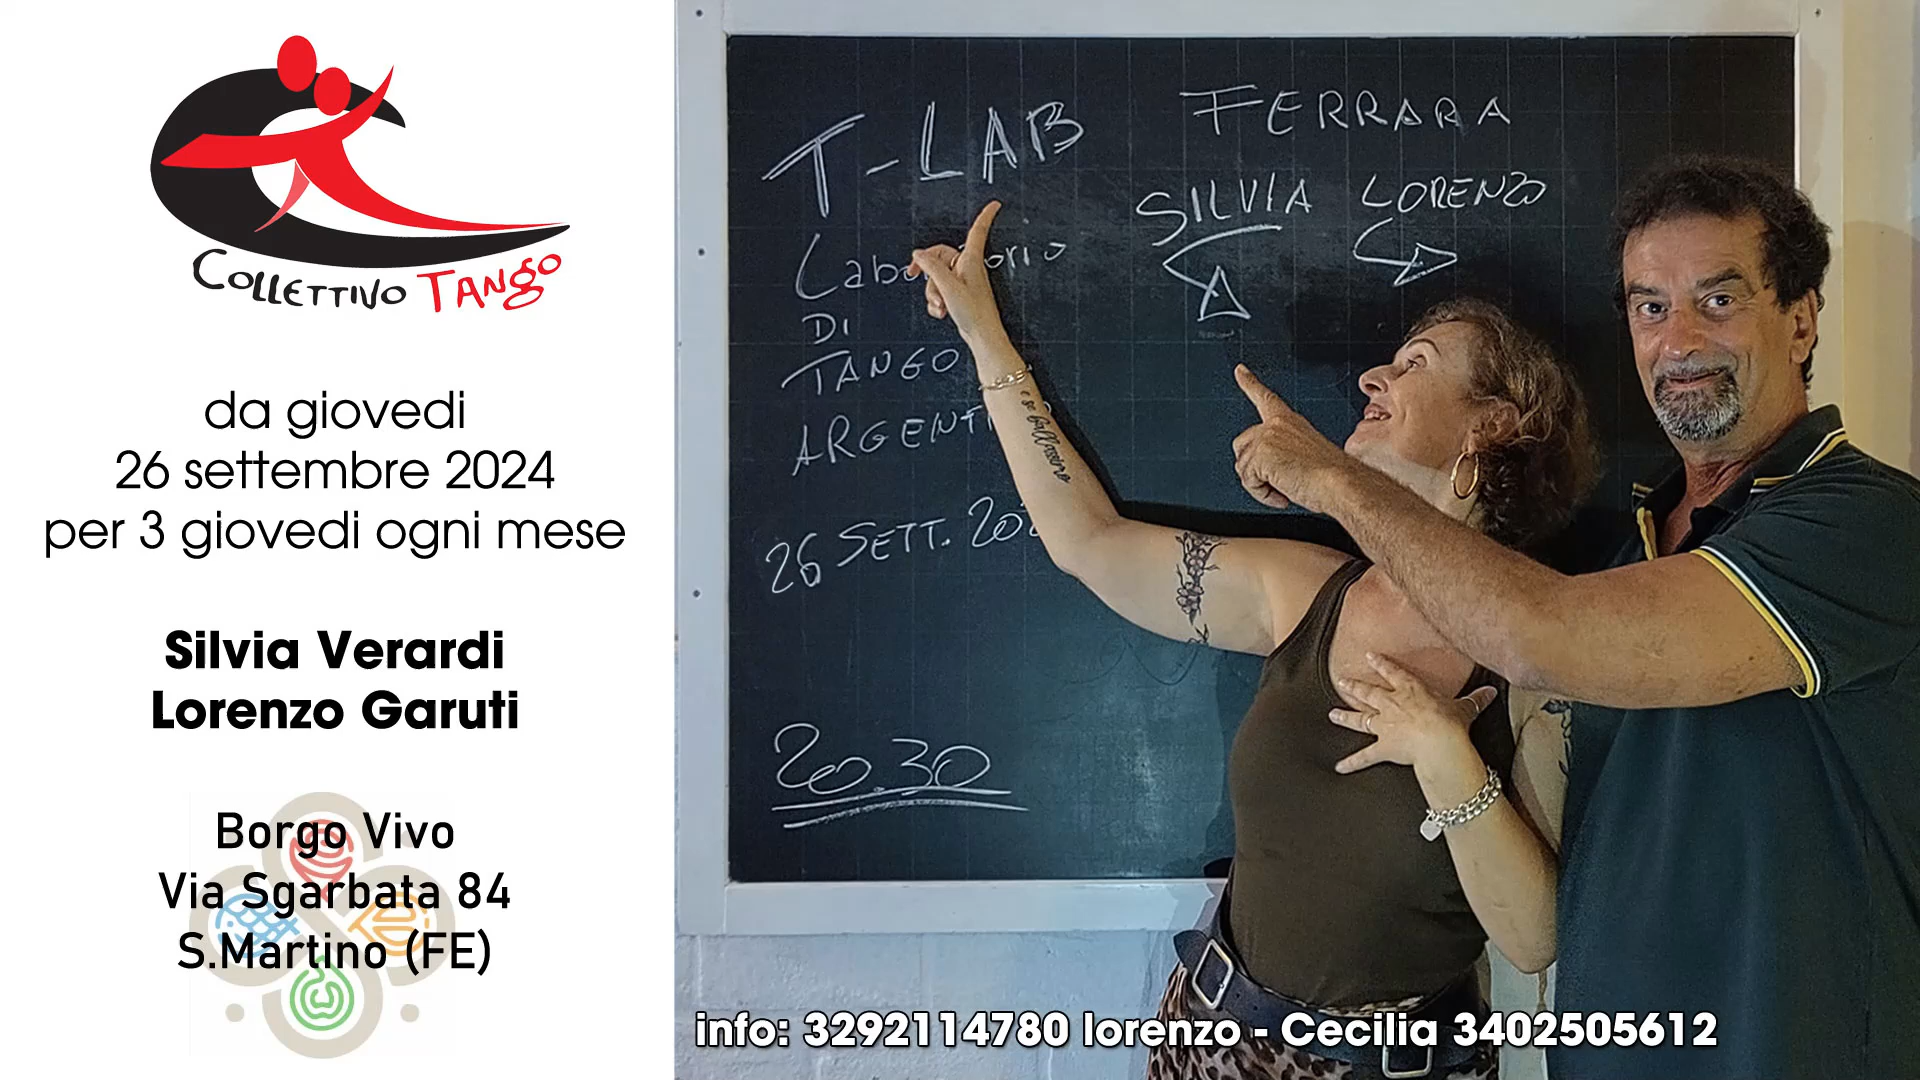 COLLETTIVO TANgo
da giovedi
26 settembre 2024
per 3 giovedi ogni mese
Silvia Verardi
Lorenzo Garuti
Borgo Vivo
Via Sgarbata 84
S.Martino (FE)
T-LAB
FERRARA
SILVIA LORENZO
DI
TANGO
26 SETT.
20.30
info: 3292114780 lorenzo - Cecilia 3402505612